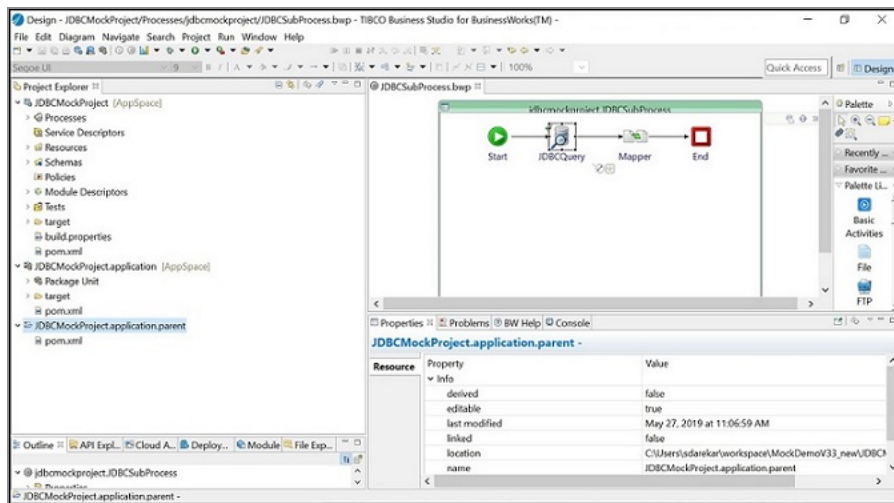 Design - JDBCMockProject/Processes/jdbcmockproject/JDBCSubProcess.bwp - TIBCO Business Studio for BusinessWorks(TM) -
File Edit Diagram Navigate Search Project Run Window Help
Segoe UI 9 B I A 100% Quick Access Design
Project Explorer
JDBCMockProject [AppSpace]
Processes
Service Descriptors
Resources
Schemas
Policies
Module Descriptors
Tests
target
build.properties
pom.xml
JDBCMockProject.application [AppSpace]
Package Unit
target
pom.xml
JDBCMockProject.application.parent
pom.xml
Outline API Expl... Cloud A... Deploy... Module File Exp...
jdbcmockproject.JDBCSubProcess
Properties
JDBCMockProject.application.parent -
JDBCSubProcess.bwp
jdbcmockproject.JDBCSubProcess
Start JDBCQuery Mapper End
Palette
Recently ...
Favorite ...
Palette Li...
Basic
Activities
File
FTP
Properties Problems BW Help Console
JDBCMockProject.application.parent -
Resource
Property Value
Info
derived false
editable true
last modified May 27, 2019 at 11:06:59 AM
linked false
location C:\Users\sdarekar\workspace\MockDemoV33_new\JDBCM
name JDBCMockProject.application.parent